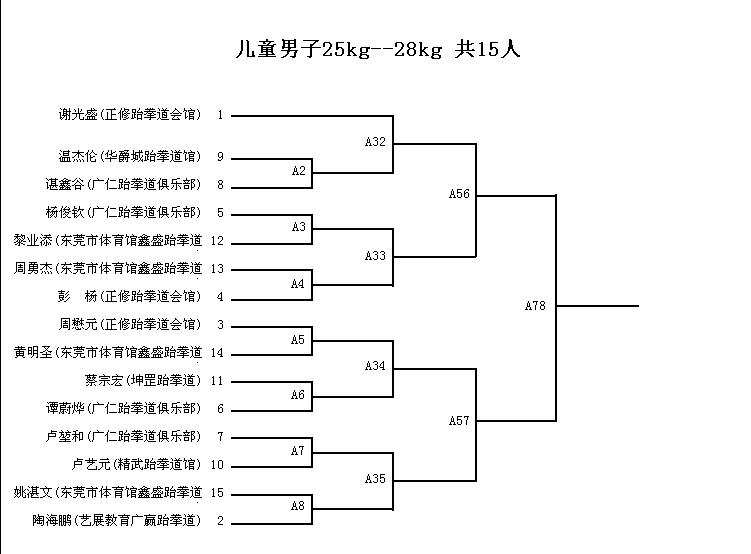 儿童男子25kg--28kg 共15人
谢光盛(正修跆拳道会馆) 1
A32
温杰伦(华爵城跆拳道馆) 9
A2
谌鑫谷(广仁跆拳道俱乐部) 8
A56
杨俊钦(广仁跆拳道俱乐部) 5
A3
黎业添(东莞市体育馆鑫盛跆拳道 12
A33
周勇杰(东莞市体育馆鑫盛跆拳道 13
A4
彭 杨(正修跆拳道会馆) 4
A78
周懋元(正修跆拳道会馆) 3
A5
黄明圣(东莞市体育馆鑫盛跆拳道 14
A34
蔡宗宏(坤罡跆拳道) 11
A6
谭蔚烨(广仁跆拳道俱乐部) 6
A57
卢堃和(广仁跆拳道俱乐部) 7
A7
卢艺元(精武跆拳道馆) 10
A35
姚湛文(东莞市体育馆鑫盛跆拳道 15
A8
陶海鹏(艺展教育广赢跆拳道) 2